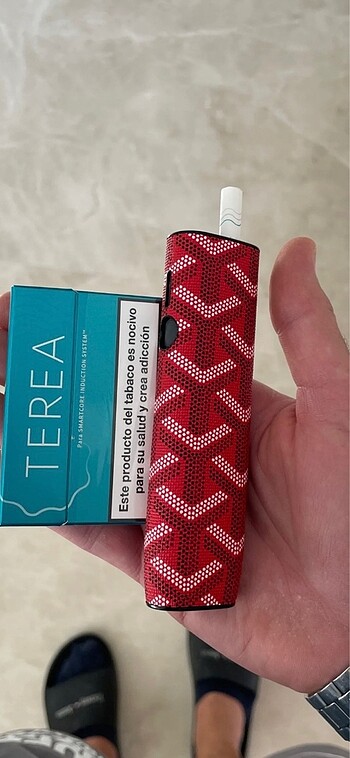 TEREA
Para SMARTCORE INDUCTION SYSTEM™
Este producto del tabaco es nocivo
para su salud y crea adicción